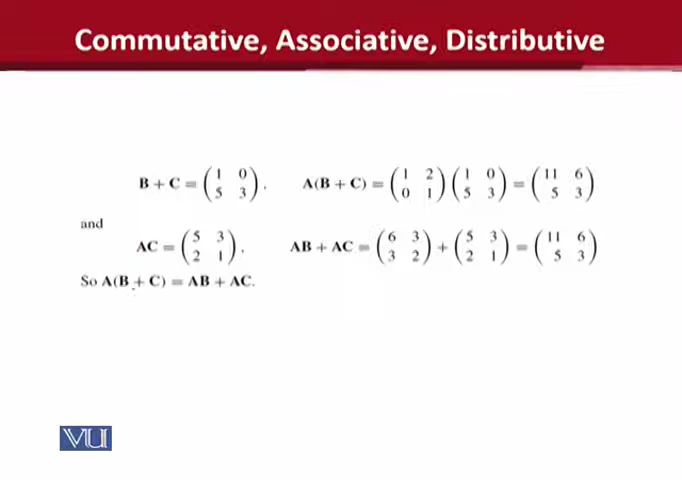 Commutative, Associative, Distributive
B + C = ( 1 0 ; 5 3 ), A(B + C) = ( 1 2 ; 0 1 ) ( 1 0 ; 5 3 ) = ( 11 6 ; 5 3 )
and
AC = ( 5 3 ; 2 1 ), AB + AC = ( 6 3 ; 3 2 ) + ( 5 3 ; 2 1 ) = ( 11 6 ; 5 3 )
So A(B + C) = AB + AC.
VU